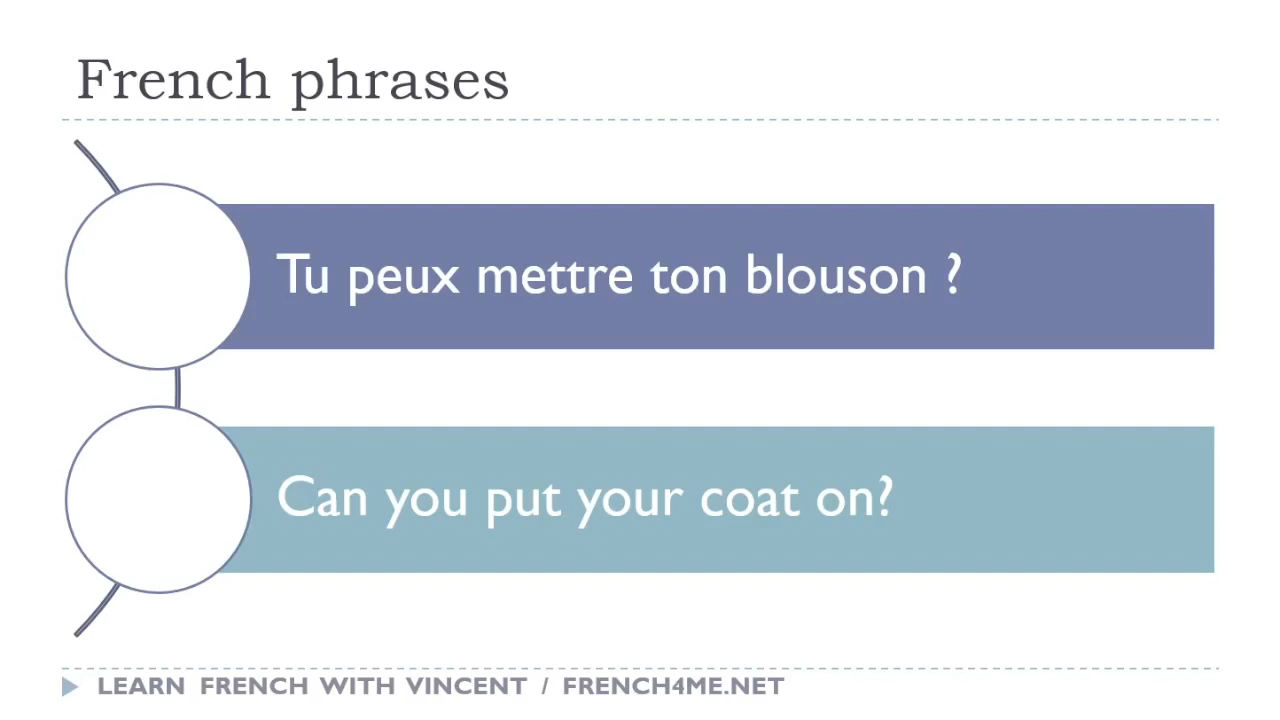 French phrases
Tu peux mettre ton blouson ?
Can you put your coat on?
LEARN FRENCH WITH VINCENT / FRENCH4ME.NET